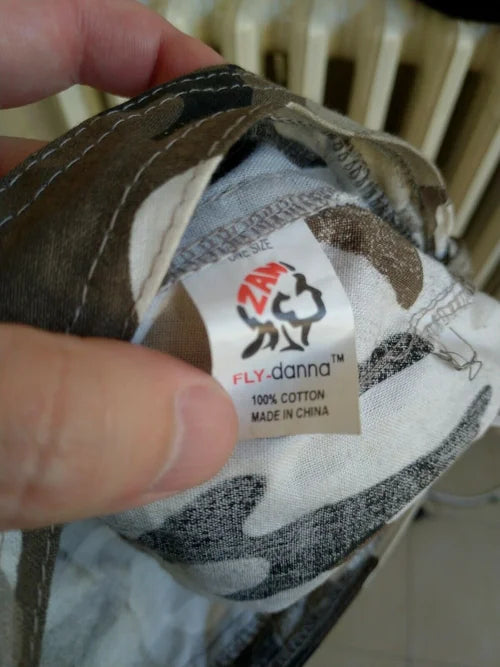 ONE SIZE
ZAN
FLY-danna™
100% COTTON
MADE IN CHINA